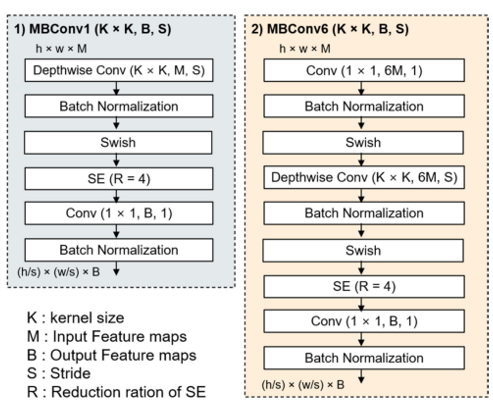 1) MBConv1 (K × K, B, S)
h × w × M
Depthwise Conv (K × K, M, S)
Batch Normalization
Swish
SE (R = 4)
Conv (1 × 1, B, 1)
Batch Normalization
(h/s) × (w/s) × B
K : kernel size
M : Input Feature maps
B : Output Feature maps
S : Stride
R : Reduction ration of SE
2) MBConv6 (K × K, B, S)
h × w × M
Conv (1 × 1, 6M, 1)
Batch Normalization
Swish
Depthwise Conv (K × K, 6M, S)
Batch Normalization
Swish
SE (R = 4)
Conv (1 × 1, B, 1)
Batch Normalization
(h/s) × (w/s) × B